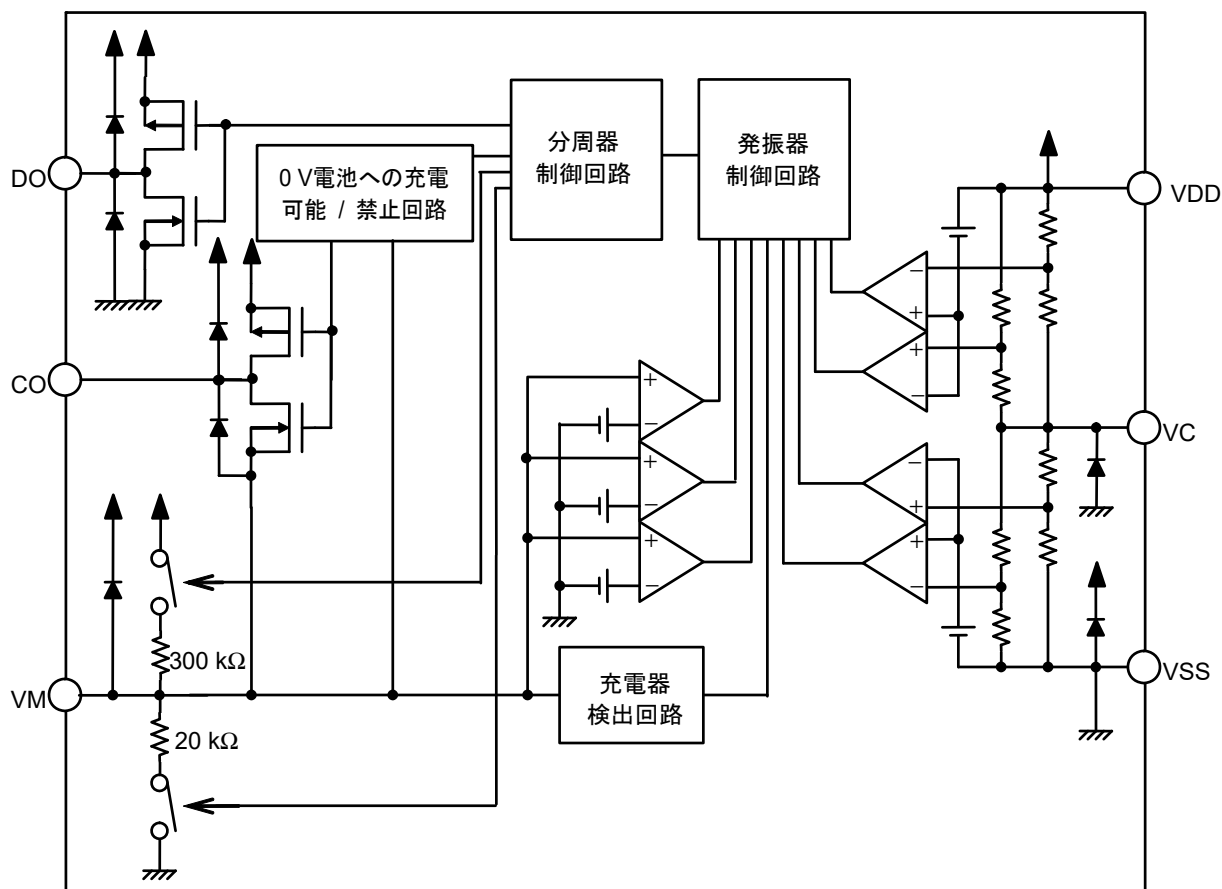 分周器
制御回路
発振器
制御回路
0 V電池への充電
可能 / 禁止回路
DO
VDD
CO
VC
－
＋
＋
－
＋
－
＋
－
＋
－
－
＋
＋
－
300 kΩ
VM
20 kΩ
充電器
検出回路
VSS